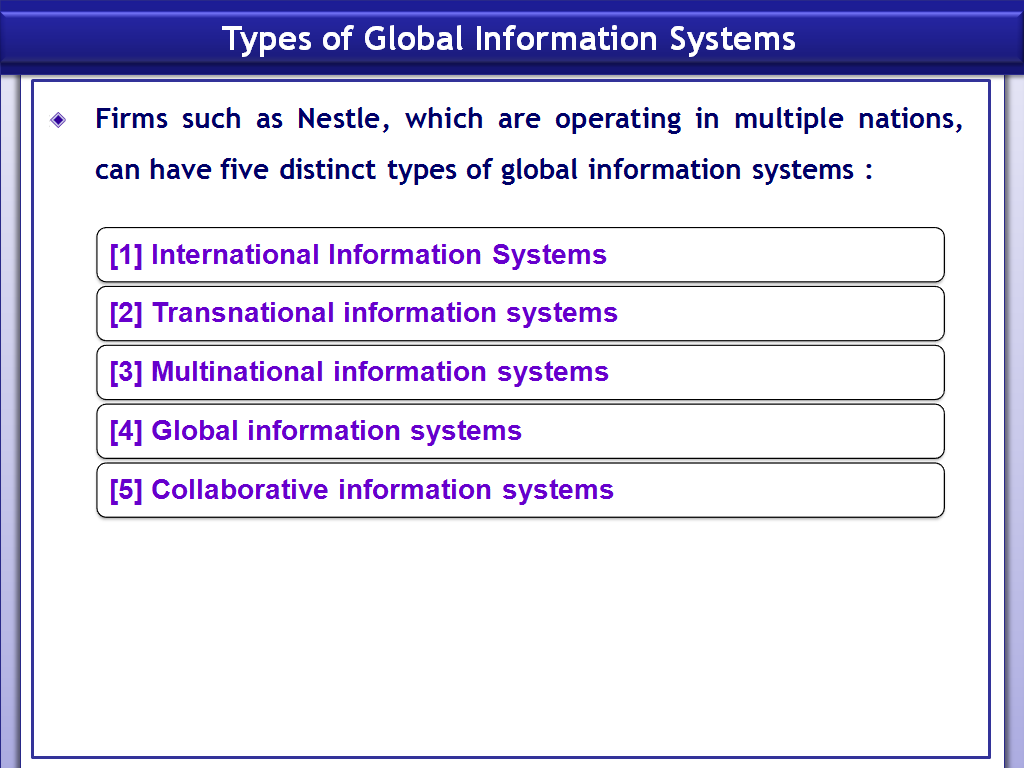 Types of Global Information Systems
Firms such as Nestle, which are operating in multiple nations,
can have five distinct types of global information systems :
[1] International Information Systems
[2] Transnational information systems
[3] Multinational information systems
[4] Global information systems
[5] Collaborative information systems